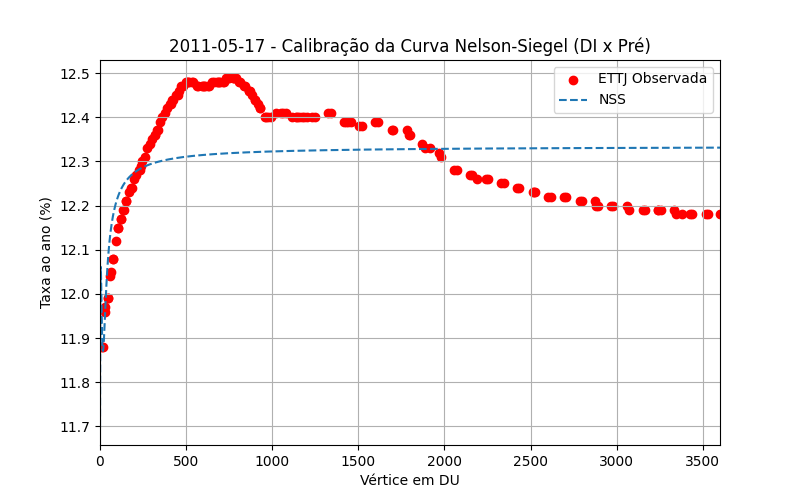 2011-05-17 - Calibração da Curva Nelson-Siegel (DI x Pré)
ETTJ Observada
NSS
Taxa ao ano (%)
12.5
12.4
12.3
12.2
12.1
12.0
11.9
11.8
11.7
0 500 1000 1500 2000 2500 3000 3500
Vértice em DU